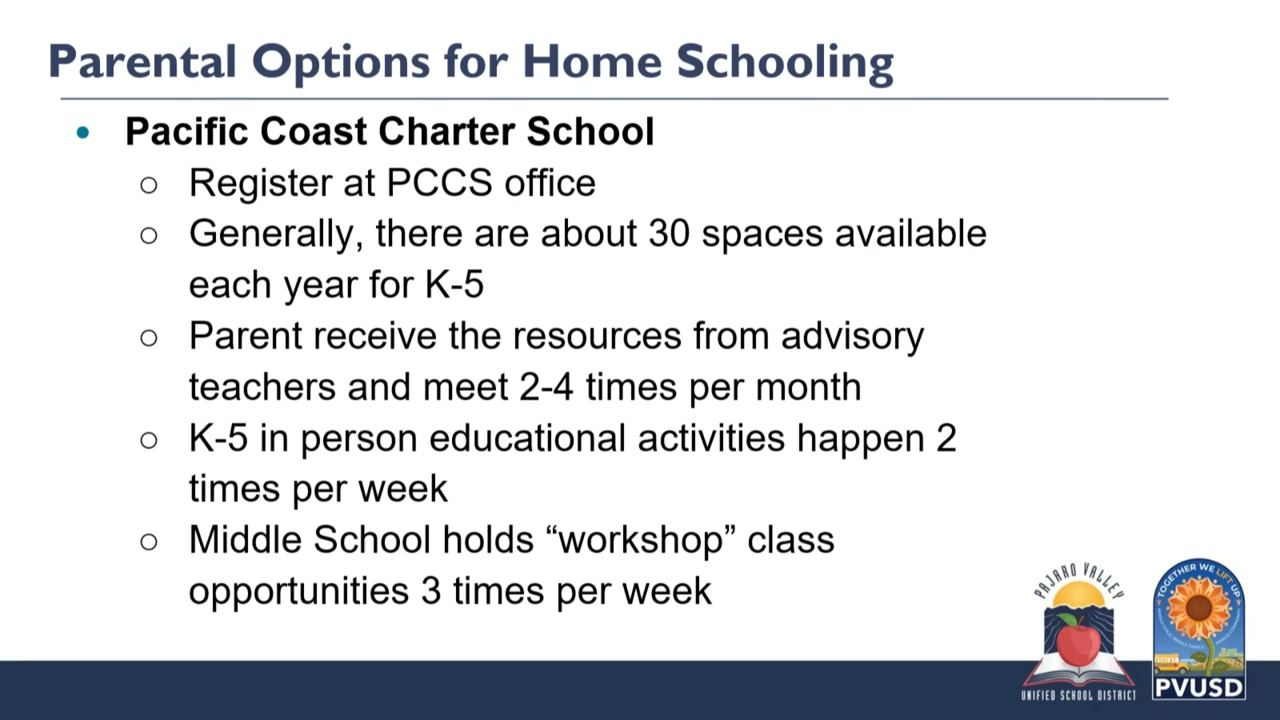 Parental Options for Home Schooling
• Pacific Coast Charter School
○ Register at PCCS office
○ Generally, there are about 30 spaces available
each year for K-5
○ Parent receive the resources from advisory
teachers and meet 2-4 times per month
○ K-5 in person educational activities happen 2
times per week
○ Middle School holds “workshop” class
opportunities 3 times per week
PAJARO VALLEY
UNIFIED SCHOOL DISTRICT
TOGETHER WE LIFT UP
PVUSD